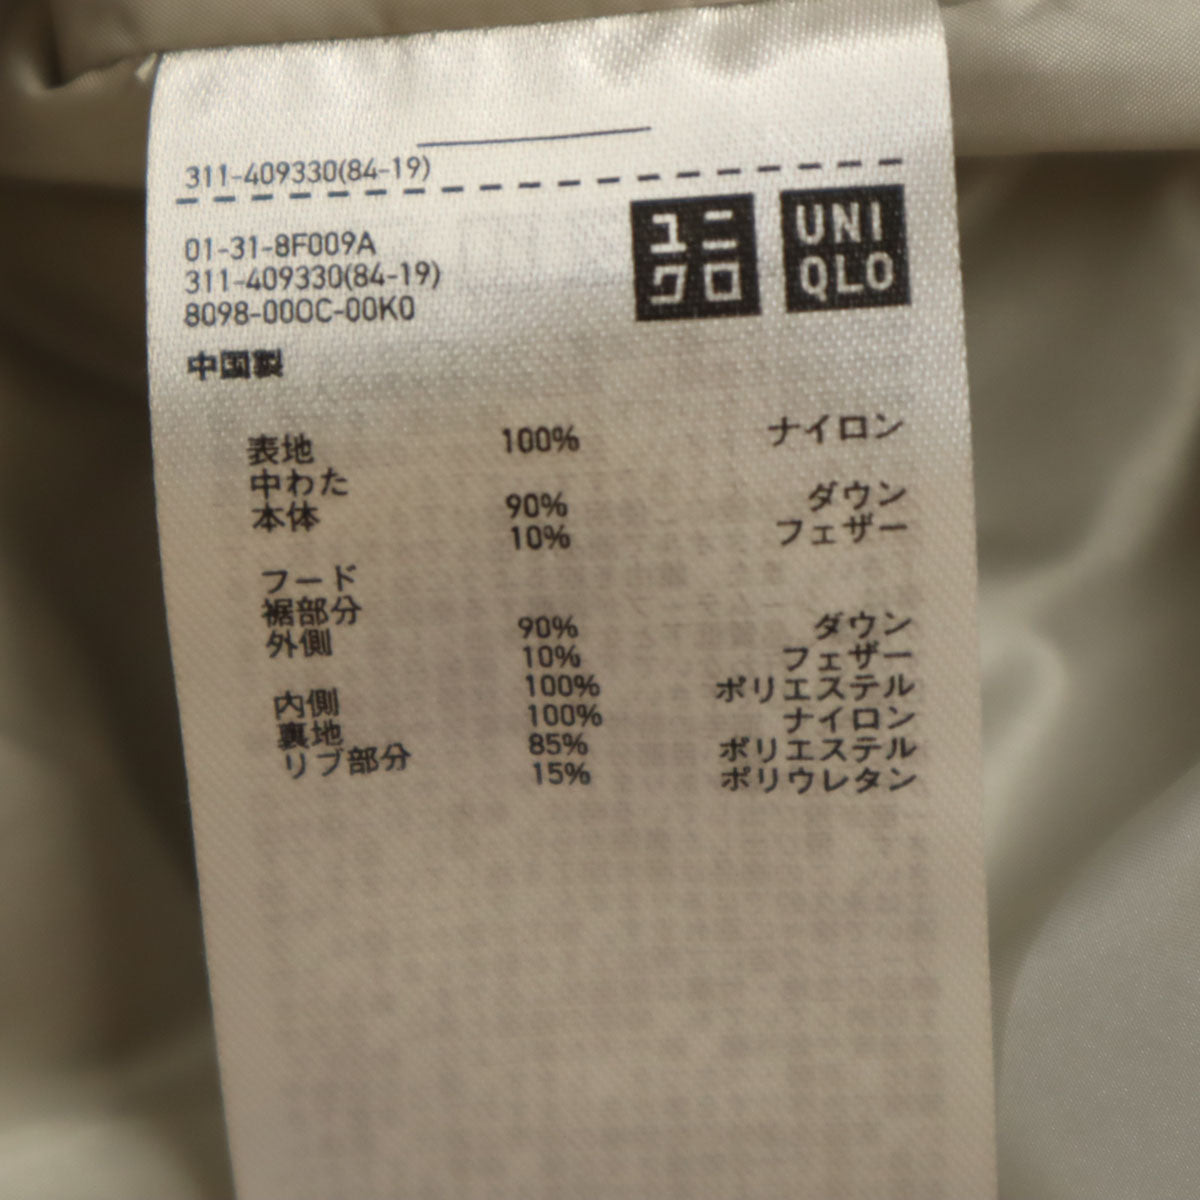 311-409330(84-19)
01-31-8F009A
311-409330(84-19)
8098-000C-00K0
ユニ
クロ
UNI
QLO
中国製
表地 100% ナイロン
中わた
本体 90% ダウン
10% フェザー
フード
裾部分
外側 90% ダウン
10% フェザー
100% ポリエステル
内側 100% ナイロン
裏地 85% ポリエステル
リブ部分 15% ポリウレタン